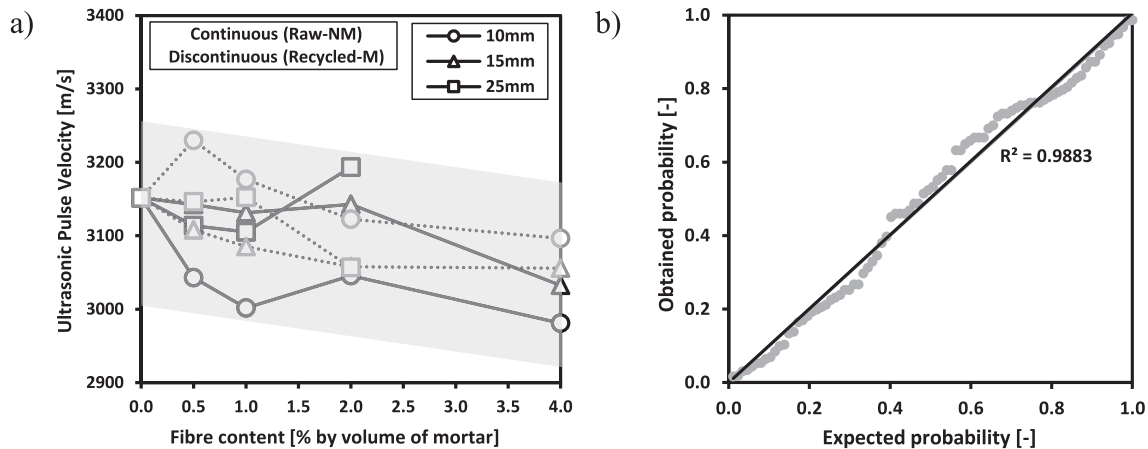 a)
Ultrasonic Pulse Velocity [m/s]
3400
3300
3200
3100
3000
2900
Continuous (Raw-NM)
Discontinuous (Recycled-M)
10mm
15mm
25mm
0.0 0.5 1.0 1.5 2.0 2.5 3.0 3.5 4.0
Fibre content [% by volume of mortar]
b)
Obtained probability [-]
1.0
0.8
0.6
0.4
0.2
0.0
R² = 0.9883
0.0 0.2 0.4 0.6 0.8 1.0
Expected probability [-]